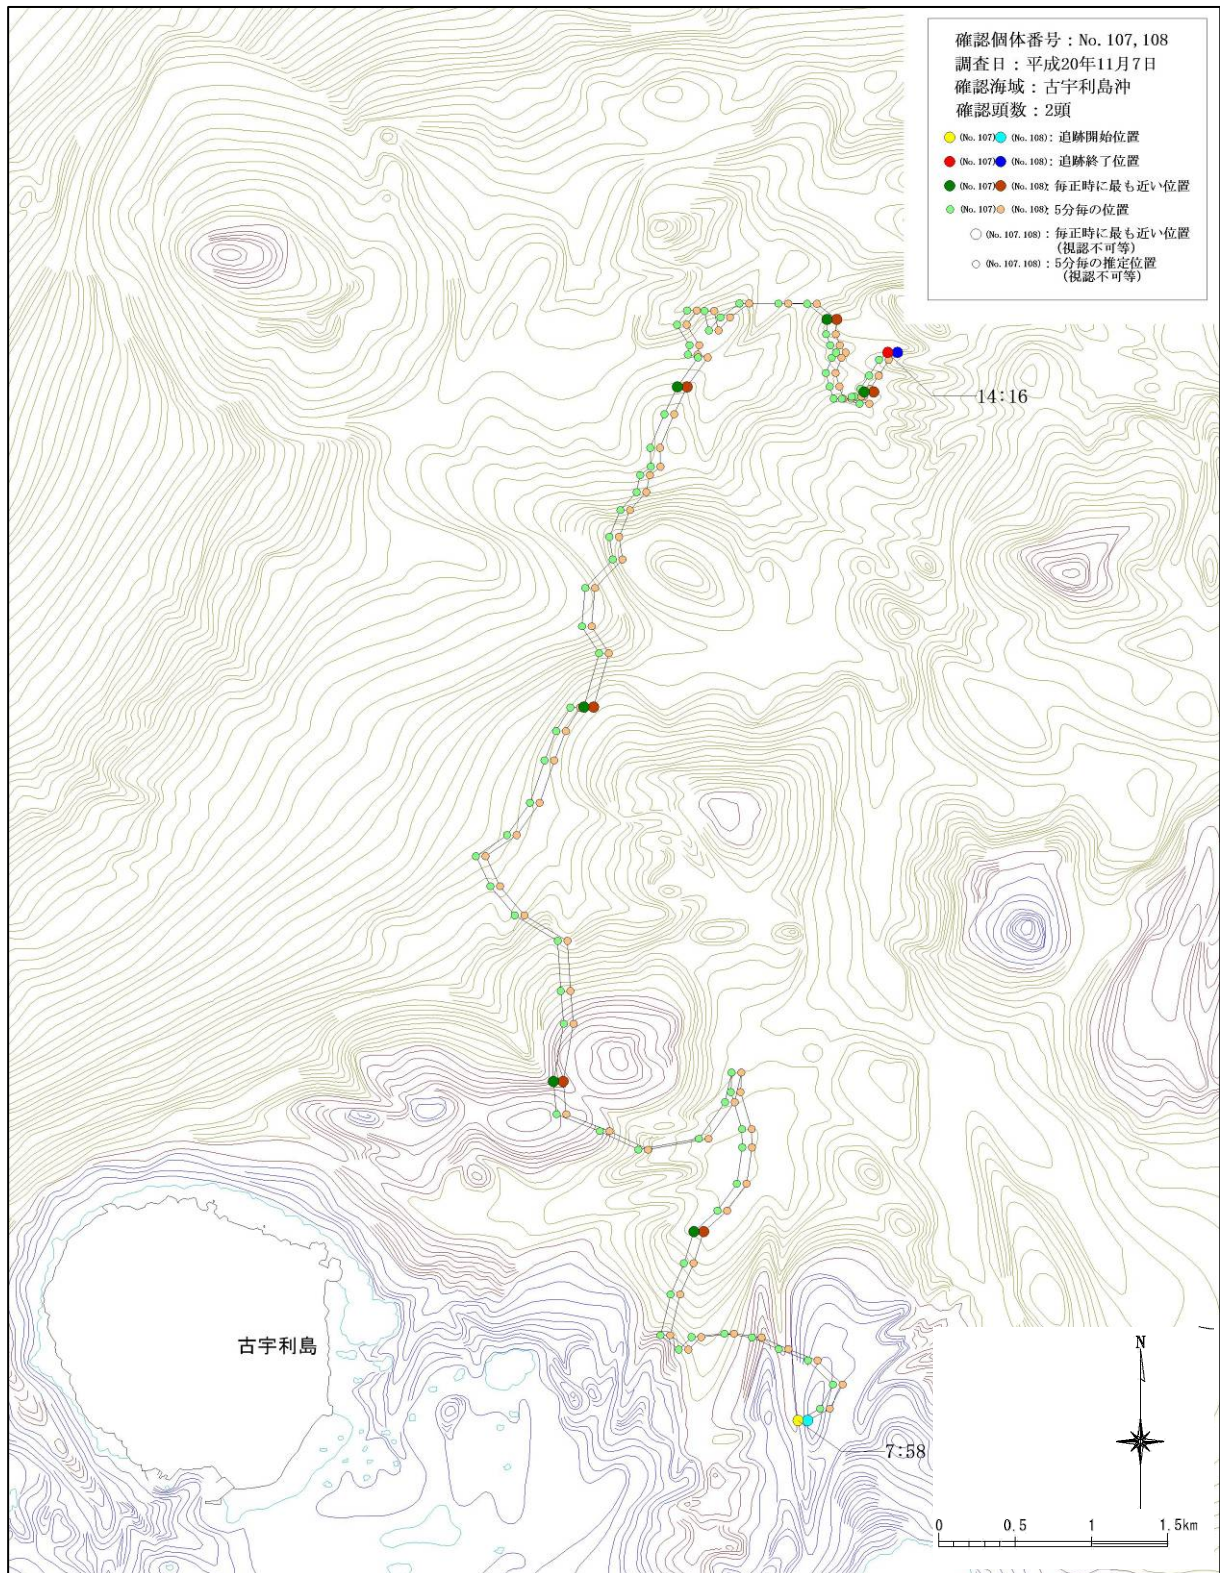 確認個体番号：No.107,108
調査日：平成20年11月7日
確認海域：古宇利島沖
確認頭数：2頭
(No.107) (No.108)：追跡開始位置
(No.107) (No.108)：追跡終了位置
(No.107) (No.108)：毎正時に最も近い位置
(No.107) (No.108)：5分毎の位置
(No.107.108)：毎正時に最も近い位置
(視認不可等)
(No.107.108)：5分毎の推定位置
(視認不可等)
14:16
古宇利島
N
7:58
0 0.5 1 1.5km